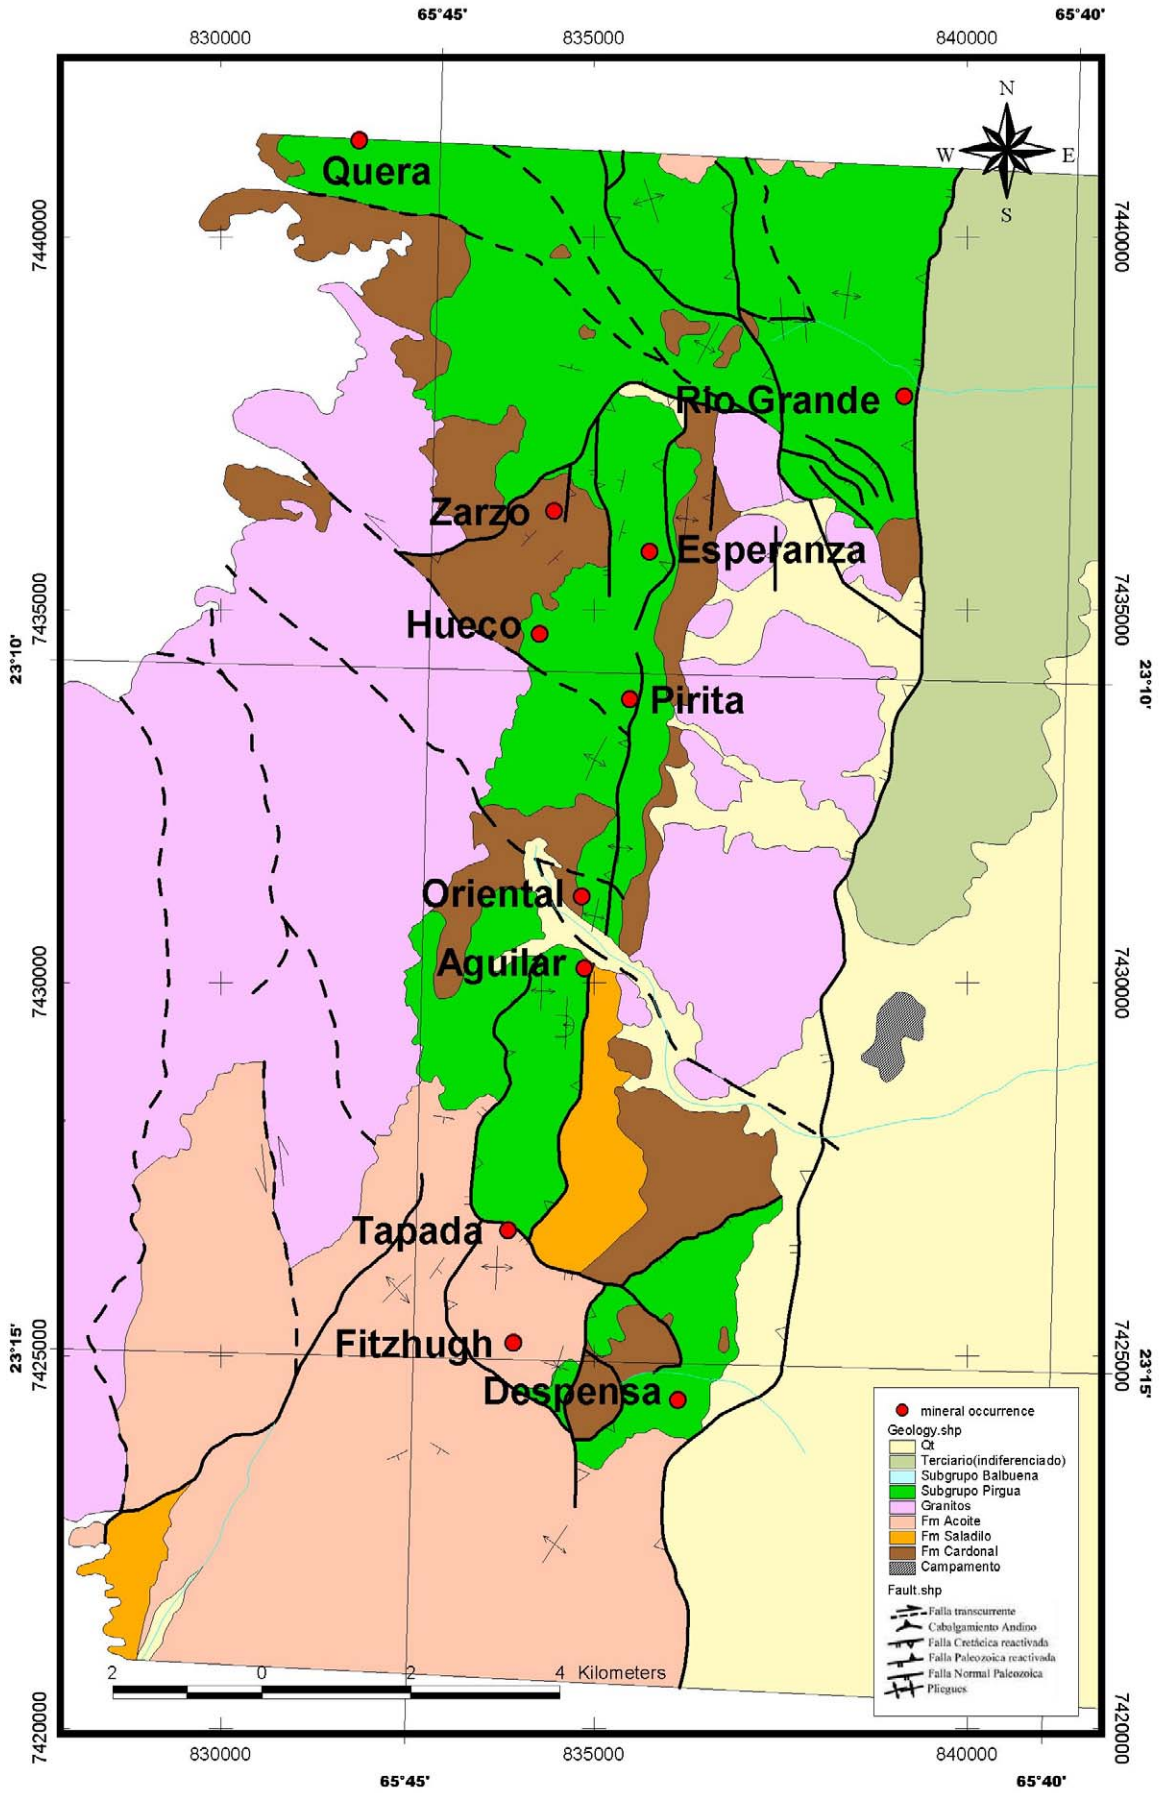 65°45' 65°40'
830000 835000 840000
N
W E
S
Quera
7440000 7440000
Rio Grande
Zarzo
Esperanza
7435000 7435000
Hueco
23°10' 23°10'
Pirita
Oriental
Aguilar
7430000 7430000
Tapada
Fitzhugh
23°15' 7425000 7425000 23°15'
Despensa
mineral occurrence
Geology.shp
Qt
Terciario(indiferenciado)
Subgrupo Balbuena
Subgrupo Pirgua
Granitos
Fm Acoite
Fm Saladilo
Fm Cardonal
Campamento
Fault.shp
Falla transcurrente
Cabalgamiento Andino
Falla Cretácica reactivada
Falla Paleozoica reactivada
Falla Normal Paleozoica
Pliegues
2 0 2 4 Kilometers
7420000 7420000
830000 835000 840000
65°45' 65°40'